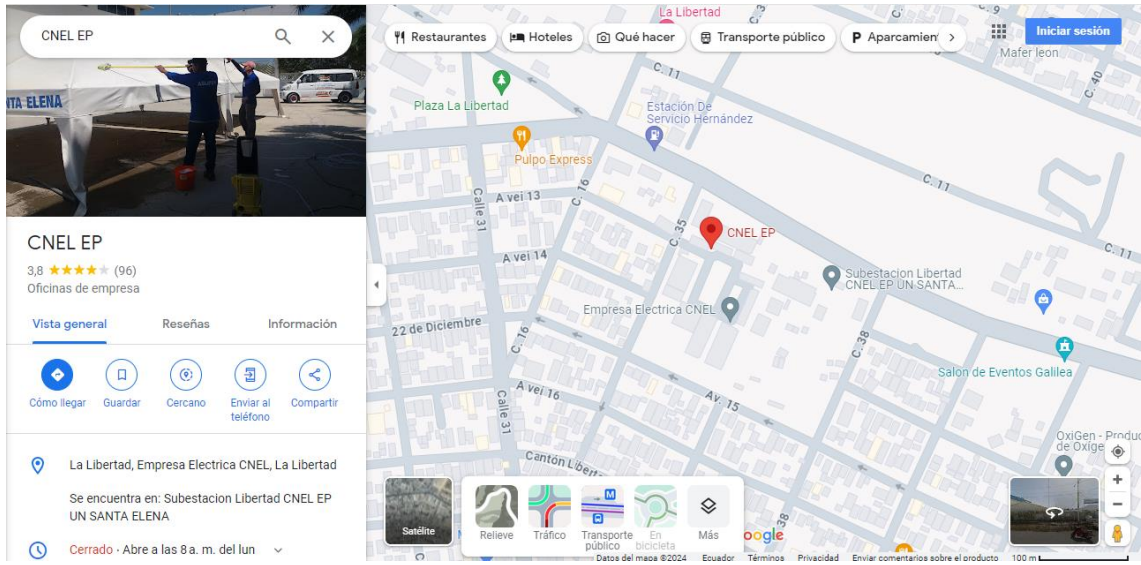 CNEL EP
NTA ELENA
CNEL EP
3,8 ★★★★★ (96)
Oficinas de empresa
Vista general
Reseñas
Información
Cómo llegar
Guardar
Cercano
Enviar al
teléfono
Compartir
La Libertad, Empresa Electrica CNEL, La Libertad
Se encuentra en: Subestacion Libertad CNEL EP
UN SANTA ELENA
Cerrado · Abre a las 8 a. m. del lun
Restaurantes
Hoteles
Qué hacer
Transporte público
P Aparcamien
Iniciar sesión
La Libertad
C. 9
Mafer leon
C. 40
C. 11
Plaza La Libertad
Estación De
Servicio Hernández
Pulpo Express
C. 11
Calle 31
A vei 13
C. 16
C. 35
CNEL EP
C. 11
A vei 14
Subestacion Libertad
CNEL EP UN SANTA...
Empresa Electrica CNEL
22 de Diciembre
C. 16
C. 38
Salon de Eventos Galilea
A vei 16
Av. 15
Calle 31
OxiGen - Produc
de Oxige
Cantón Liberta
Satélite
Relieve
Tráfico
M
Transporte
público
En
bicicleta
Más
oogle
C. 38
Datos del mapa ©2024
Ecuador
Términos
Privacidad
Enviar comentarios sobre el producto
100 m